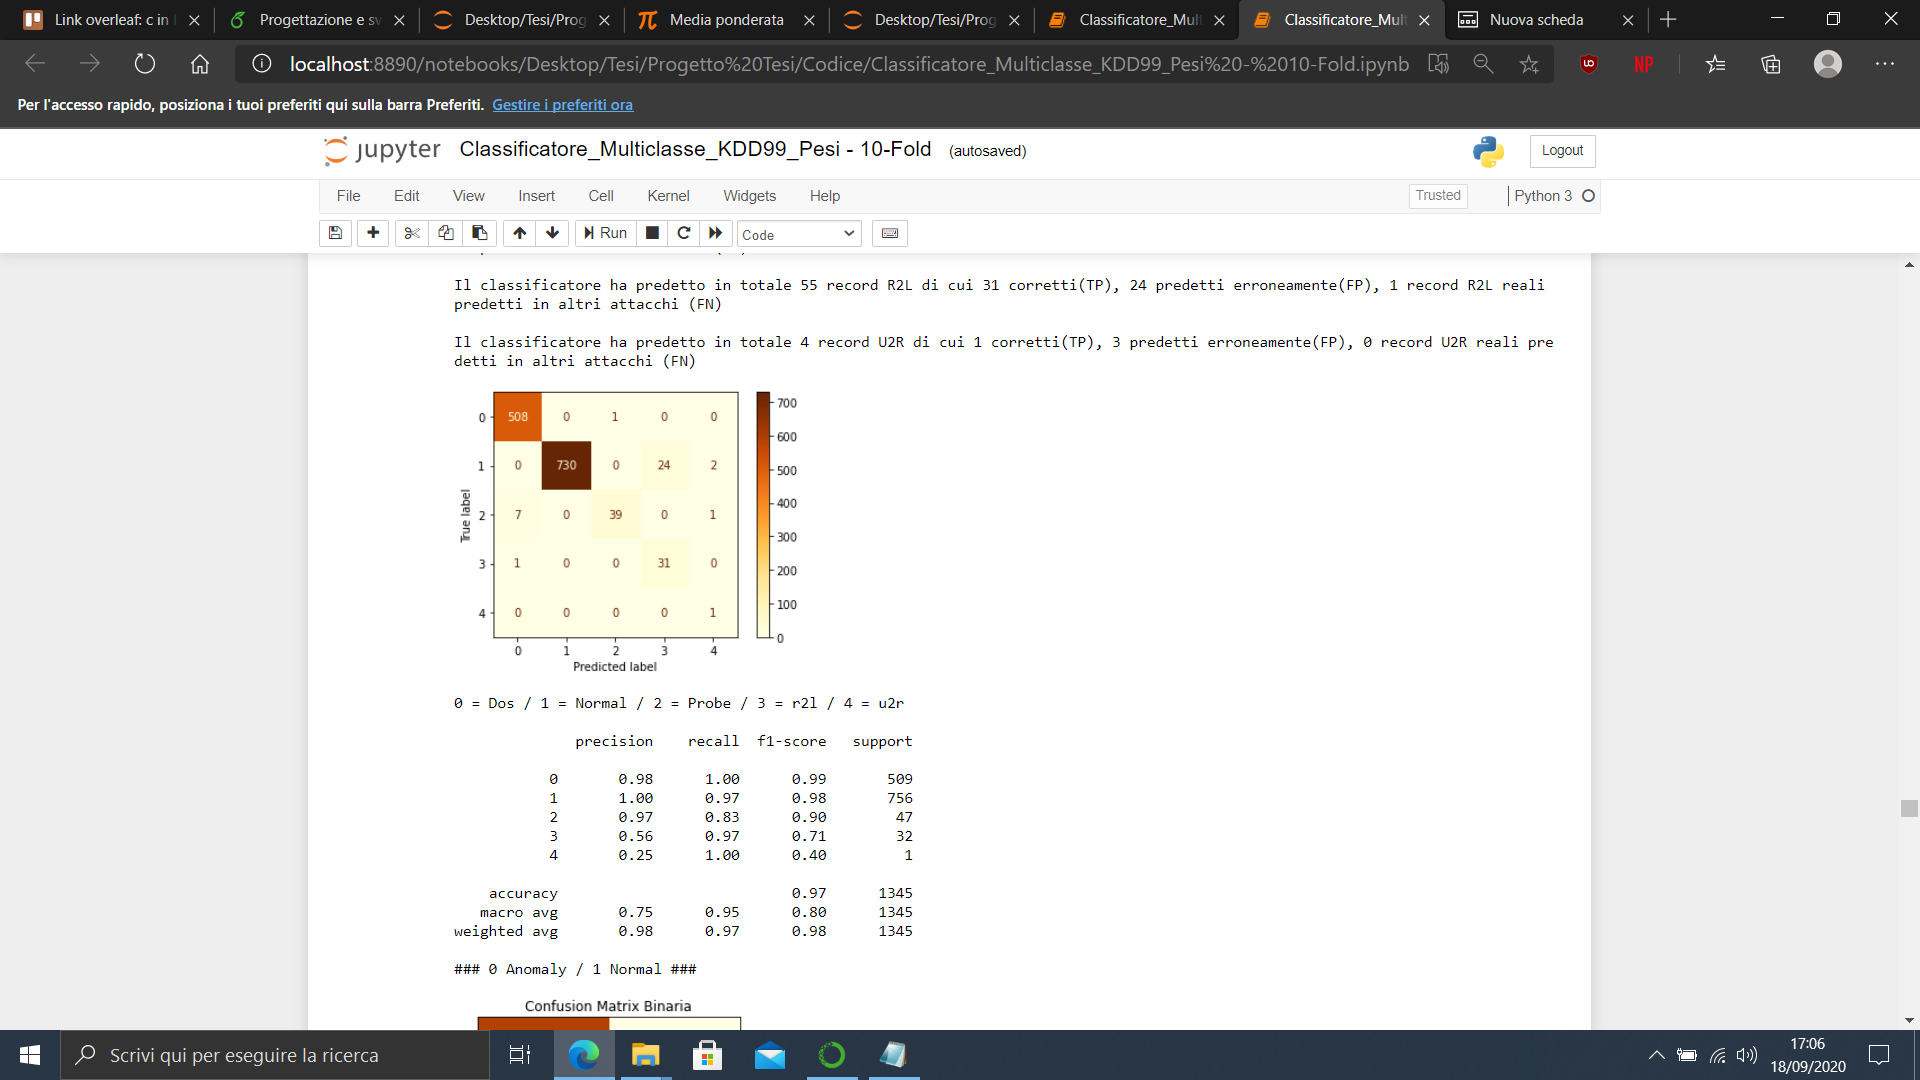 Link overleaf: c in
Progettazione e sv
Desktop/Tesi/Prog
Media ponderata
Desktop/Tesi/Prog
Classificatore_Mult
Classificatore_Mult
Nuova scheda
localhost:8890/notebooks/Desktop/Tesi/Progetto%20Tesi/Codice/Classificatore_Multiclasse_KDD99_Pesi%20-%2010-Fold.ipynb
NP
Per l'accesso rapido, posiziona i tuoi preferiti qui sulla barra Preferiti. Gestire i preferiti ora
jupyter Classificatore_Multiclasse_KDD99_Pesi - 10-Fold (autosaved)
Logout
File Edit View Insert Cell Kernel Widgets Help
Trusted Python 3
Run Code
Il classificatore ha predetto in totale 55 record R2L di cui 31 corretti(TP), 24 predetti erroneamente(FP), 1 record R2L reali
predetti in altri attacchi (FN)
Il classificatore ha predetto in totale 4 record U2R di cui 1 corretti(TP), 3 predetti erroneamente(FP), 0 record U2R reali pre
detti in altri attacchi (FN)
True label
0 508 0 1 0 0
1 0 730 0 24 2
2 7 0 39 0 1
3 1 0 0 31 0
4 0 0 0 0 1
0 1 2 3 4
Predicted label
700
600
500
400
300
200
100
0
0 = Dos / 1 = Normal / 2 = Probe / 3 = r2l / 4 = u2r
precision recall f1-score support
0 0.98 1.00 0.99 509
1 1.00 0.97 0.98 756
2 0.97 0.83 0.90 47
3 0.56 0.97 0.71 32
4 0.25 1.00 0.40 1
accuracy 0.97 1345
macro avg 0.75 0.95 0.80 1345
weighted avg 0.98 0.97 0.98 1345
### 0 Anomaly / 1 Normal ###
Confusion Matrix Binaria
Scrivi qui per eseguire la ricerca
17:06
18/09/2020